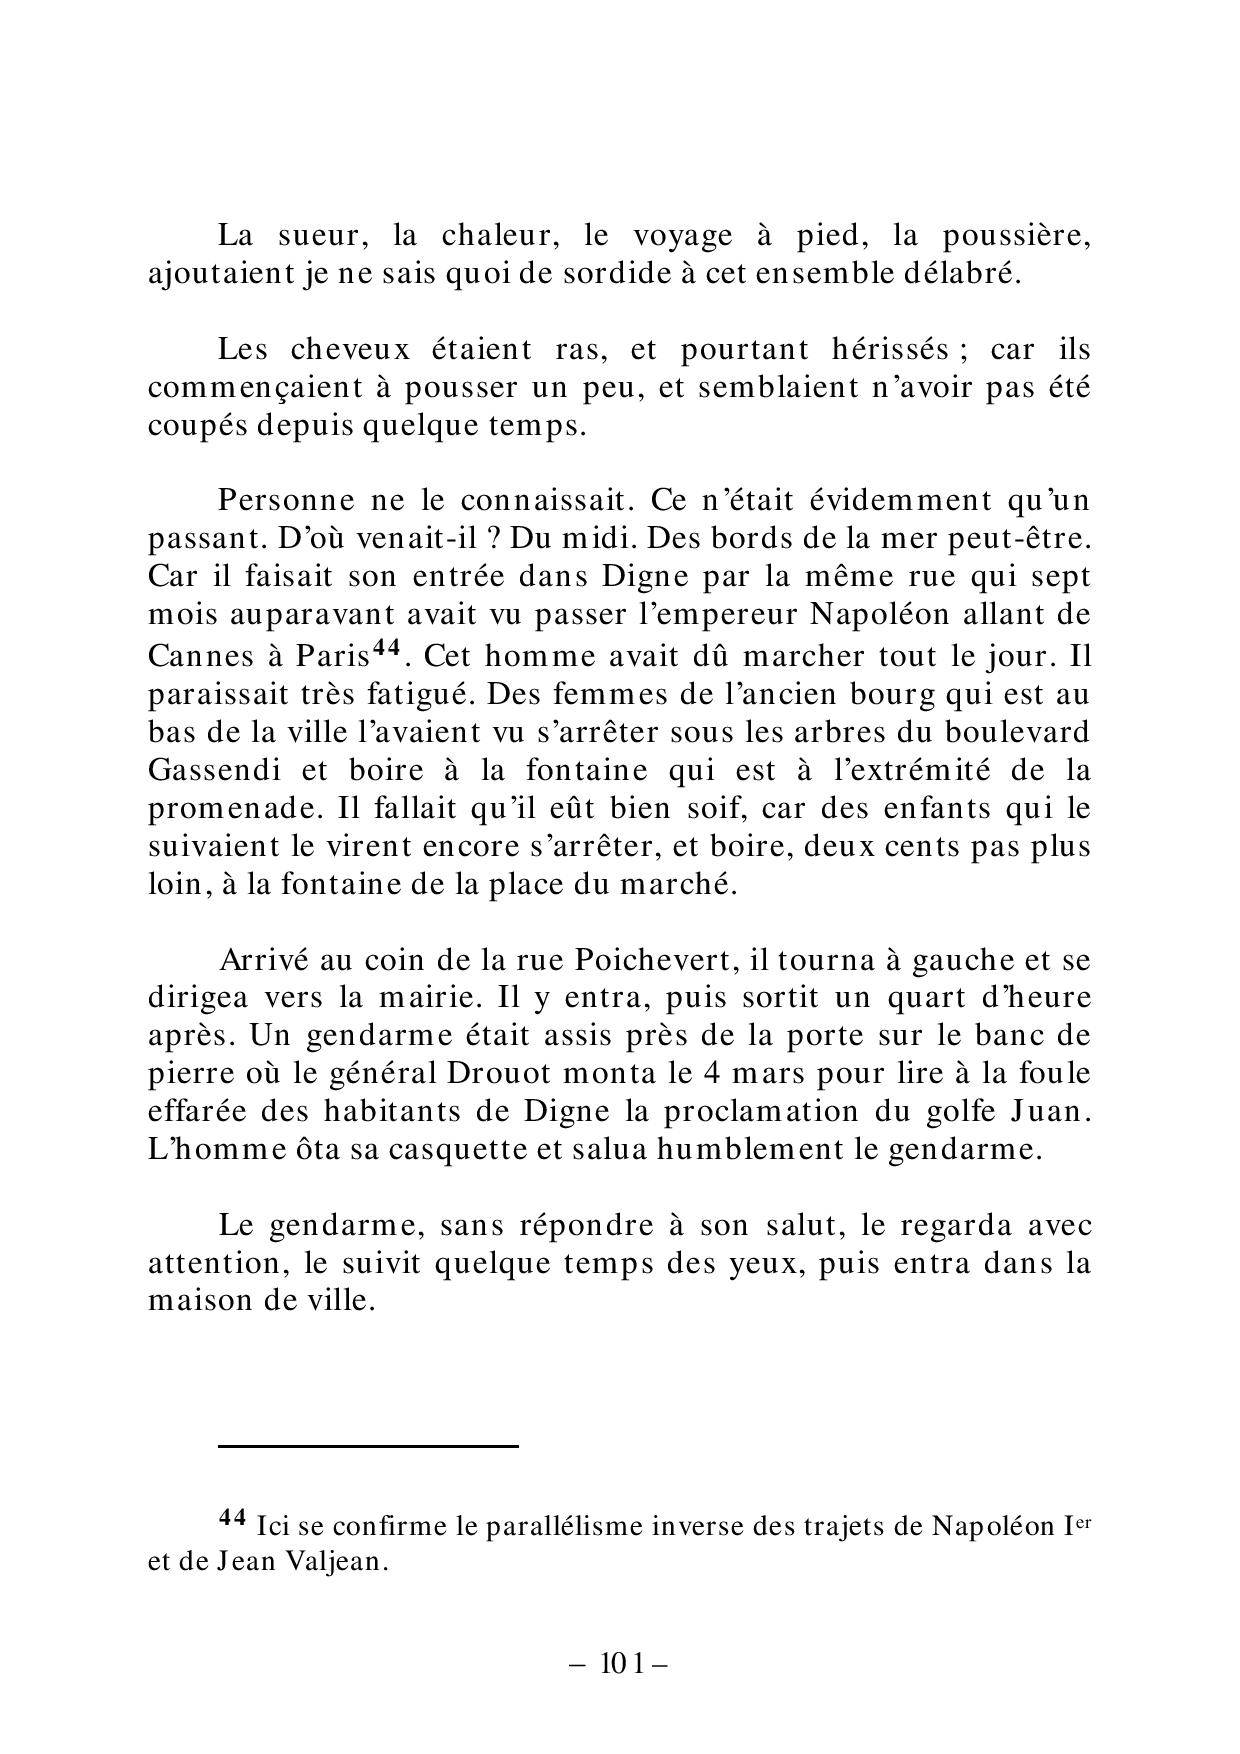 La sueur, la chaleur, le voyage à pied, la poussière,
ajoutaient je ne sais quoi de sordide à cet ensemble délabré.
Les cheveux étaient ras, et pourtant hérissés ; car ils
commençaient à pousser un peu, et semblaient n’avoir pas été
coupés depuis quelque temps.
Personne ne le connaissait. Ce n’était évidemment qu’un
passant. D’où venait-il ? Du midi. Des bords de la mer peut-être.
Car il faisait son entrée dans Digne par la même rue qui sept
mois auparavant avait vu passer l’empereur Napoléon allant de
Cannes à Paris44. Cet homme avait dû marcher tout le jour. Il
paraissait très fatigué. Des femmes de l’ancien bourg qui est au
bas de la ville l’avaient vu s’arrêter sous les arbres du boulevard
Gassendi et boire à la fontaine qui est à l’extrémité de la
promenade. Il fallait qu’il eût bien soif, car des enfants qui le
suivaient le virent encore s’arrêter, et boire, deux cents pas plus
loin, à la fontaine de la place du marché.
Arrivé au coin de la rue Poichevert, il tourna à gauche et se
dirigea vers la mairie. Il y entra, puis sortit un quart d’heure
après. Un gendarme était assis près de la porte sur le banc de
pierre où le général Drouot monta le 4 mars pour lire à la foule
effarée des habitants de Digne la proclamation du golfe Juan.
L’homme ôta sa casquette et salua humblement le gendarme.
Le gendarme, sans répondre à son salut, le regarda avec
attention, le suivit quelque temps des yeux, puis entra dans la
maison de ville.
44 Ici se confirme le parallélisme inverse des trajets de Napoléon Ier
et de Jean Valjean.
– 101 –